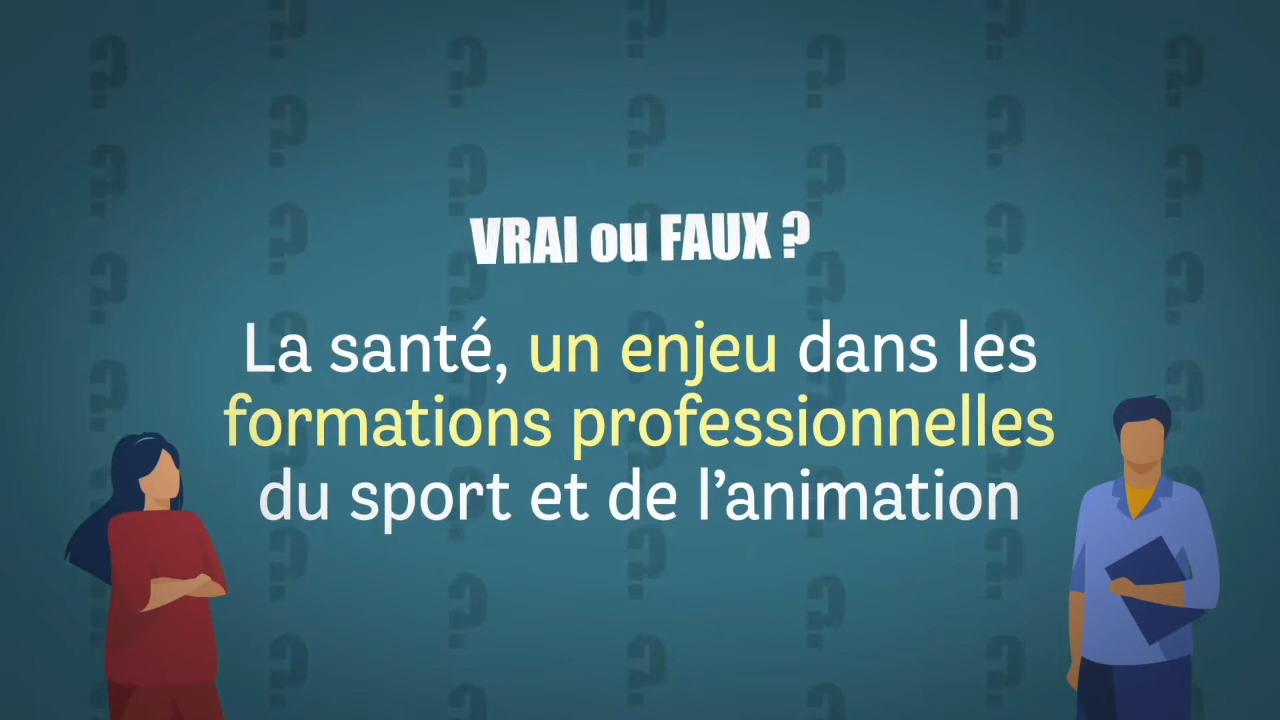 VRAI ou FAUX ?
La santé, un enjeu dans les
formations professionnelles
du sport et de l’animation